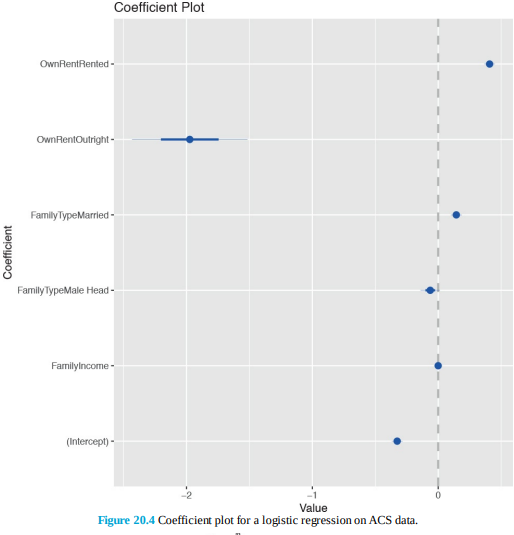 Coefficient Plot
OwnRentRented
OwnRentOutright
FamilyTypeMarried
FamilyTypeMale Head
FamilyIncome
(Intercept)
Coefficient
−2
−1
0
Value
Figure 20.4 Coefficient plot for a logistic regression on ACS data.